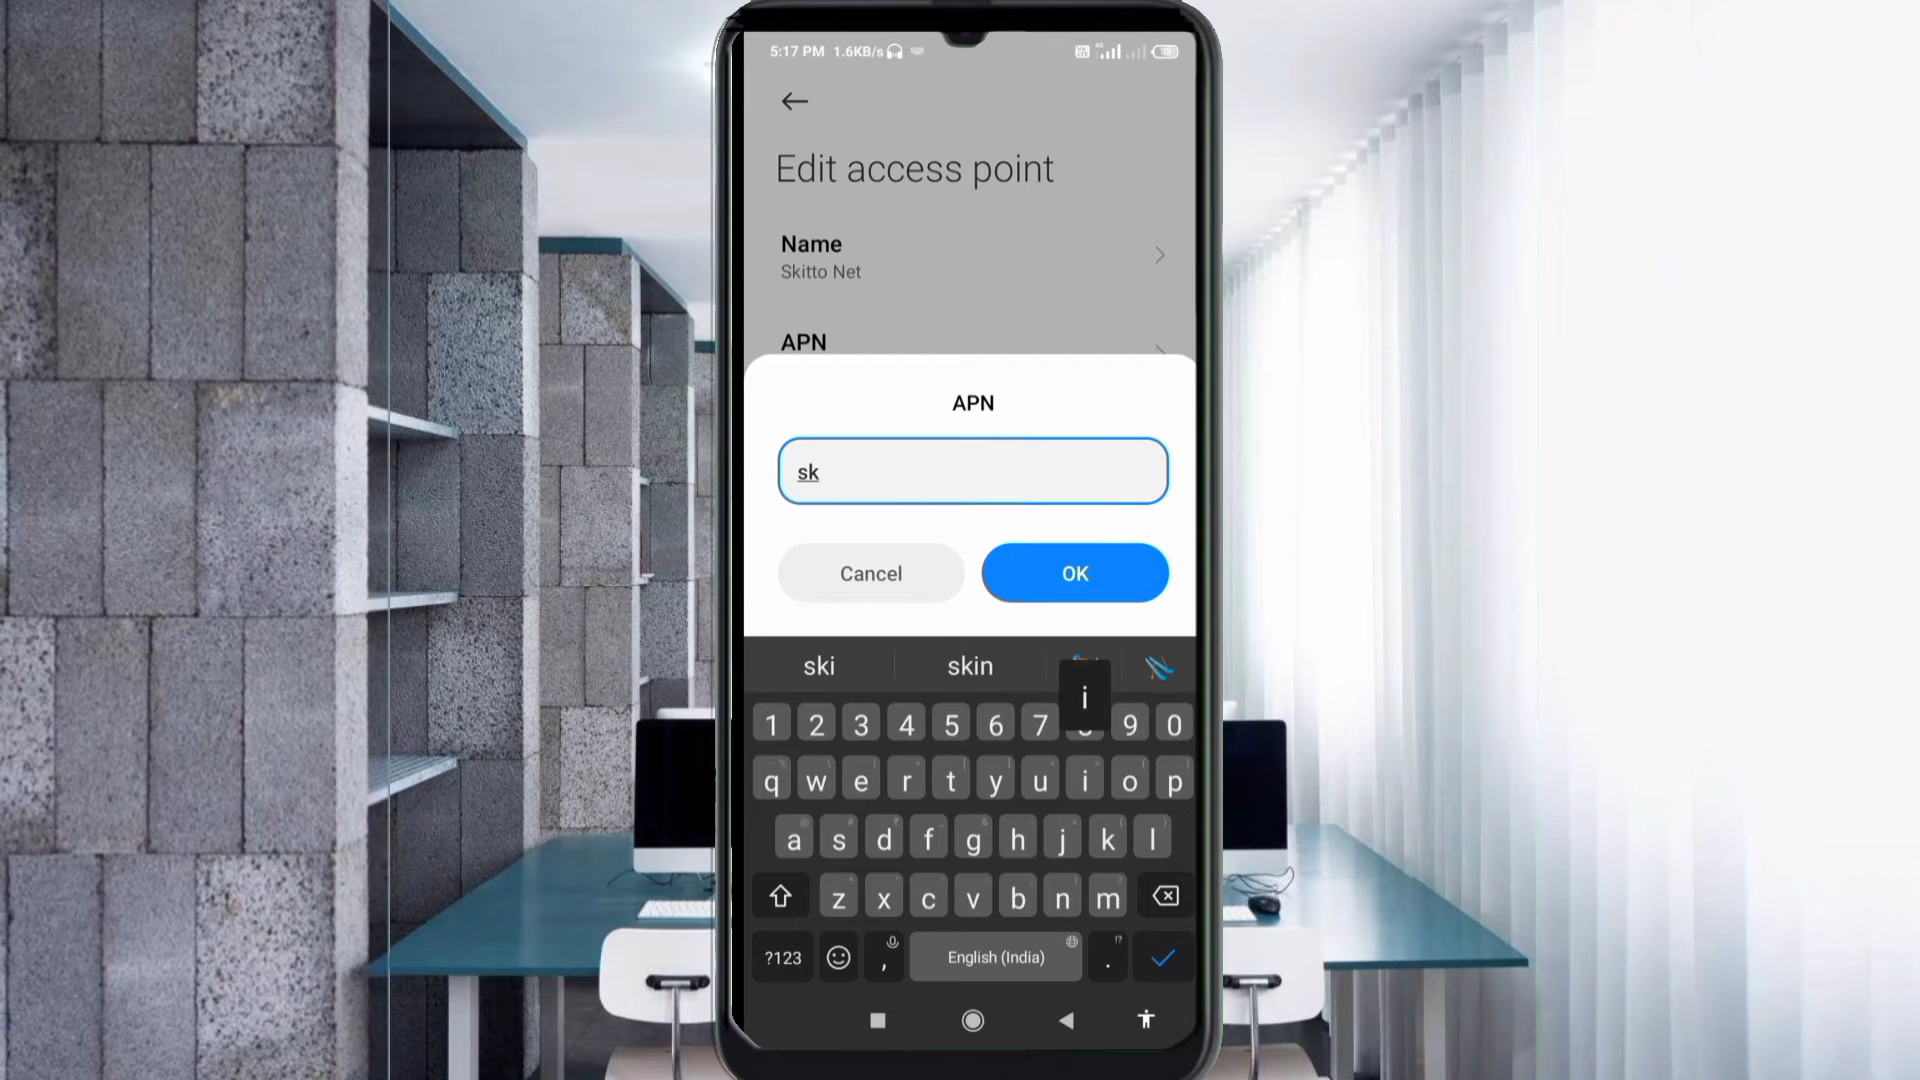 5:17 PM 1.6KB/s
4G
Edit access point
Name
Skitto Net
APN
APN
sk
Cancel OK
ski skin
i
1 2 3 4 5 6 7 9 0
q w e r t y u i o p
a s d f g h j k l
z x c v b n m
?123 , English (India) . !?